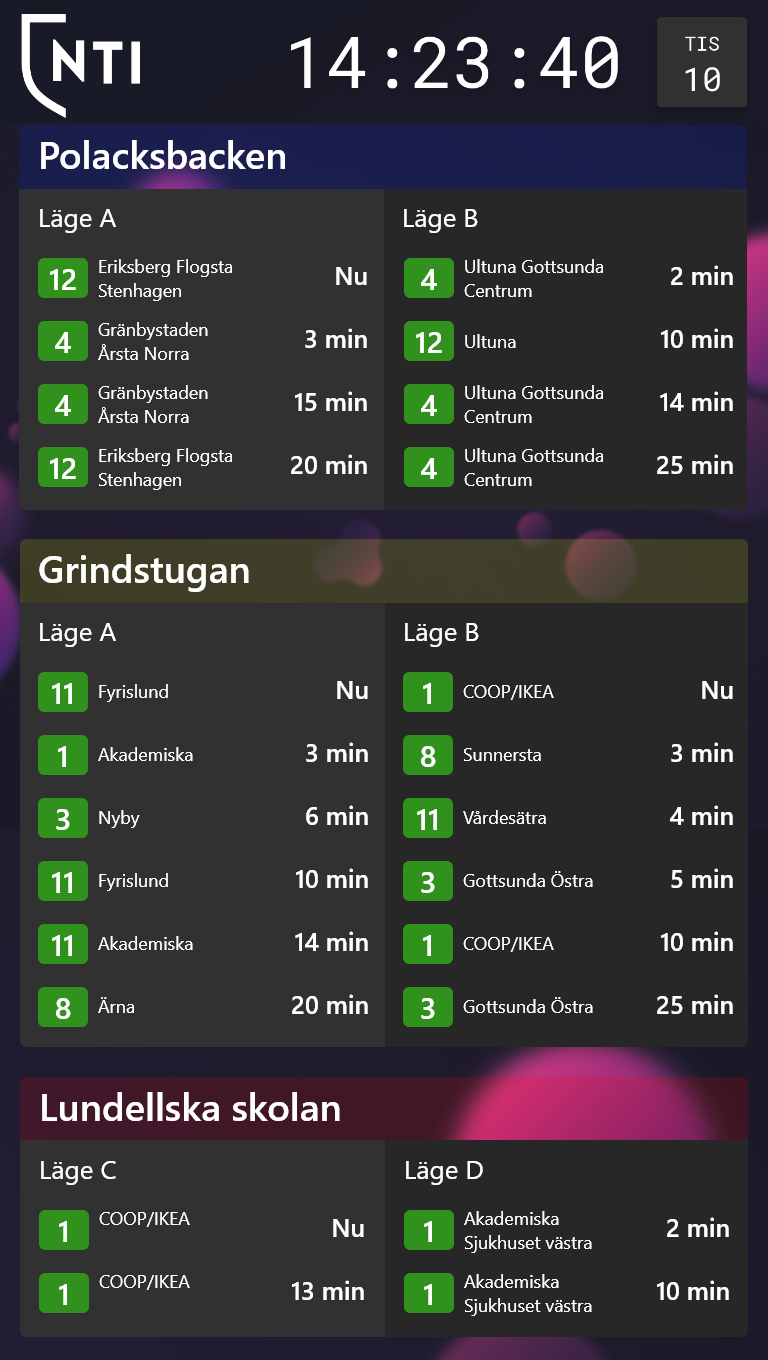 NTI
14:23:40
TIS
10
Polacksbacken
Läge A
12 Eriksberg Flogsta
Stenhagen
Nu
4 Gränbystaden
Årsta Norra
3 min
4 Gränbystaden
Årsta Norra
15 min
12 Eriksberg Flogsta
Stenhagen
20 min
Läge B
4 Ultuna Gottsunda
Centrum
2 min
12 Ultuna 10 min
4 Ultuna Gottsunda
Centrum
14 min
4 Ultuna Gottsunda
Centrum
25 min
Grindstugan
Läge A
11 Fyrislund Nu
1 Akademiska 3 min
3 Nyby 6 min
11 Fyrislund 10 min
11 Akademiska 14 min
8 Ärna 20 min
Läge B
1 COOP/IKEA Nu
8 Sunnersta 3 min
11 Vårdesätra 4 min
3 Gottsunda Östra 5 min
1 COOP/IKEA 10 min
3 Gottsunda Östra 25 min
Lundellska skolan
Läge C
1 COOP/IKEA Nu
1 COOP/IKEA 13 min
Läge D
1 Akademiska
Sjukhuset västra
2 min
1 Akademiska
Sjukhuset västra
10 min